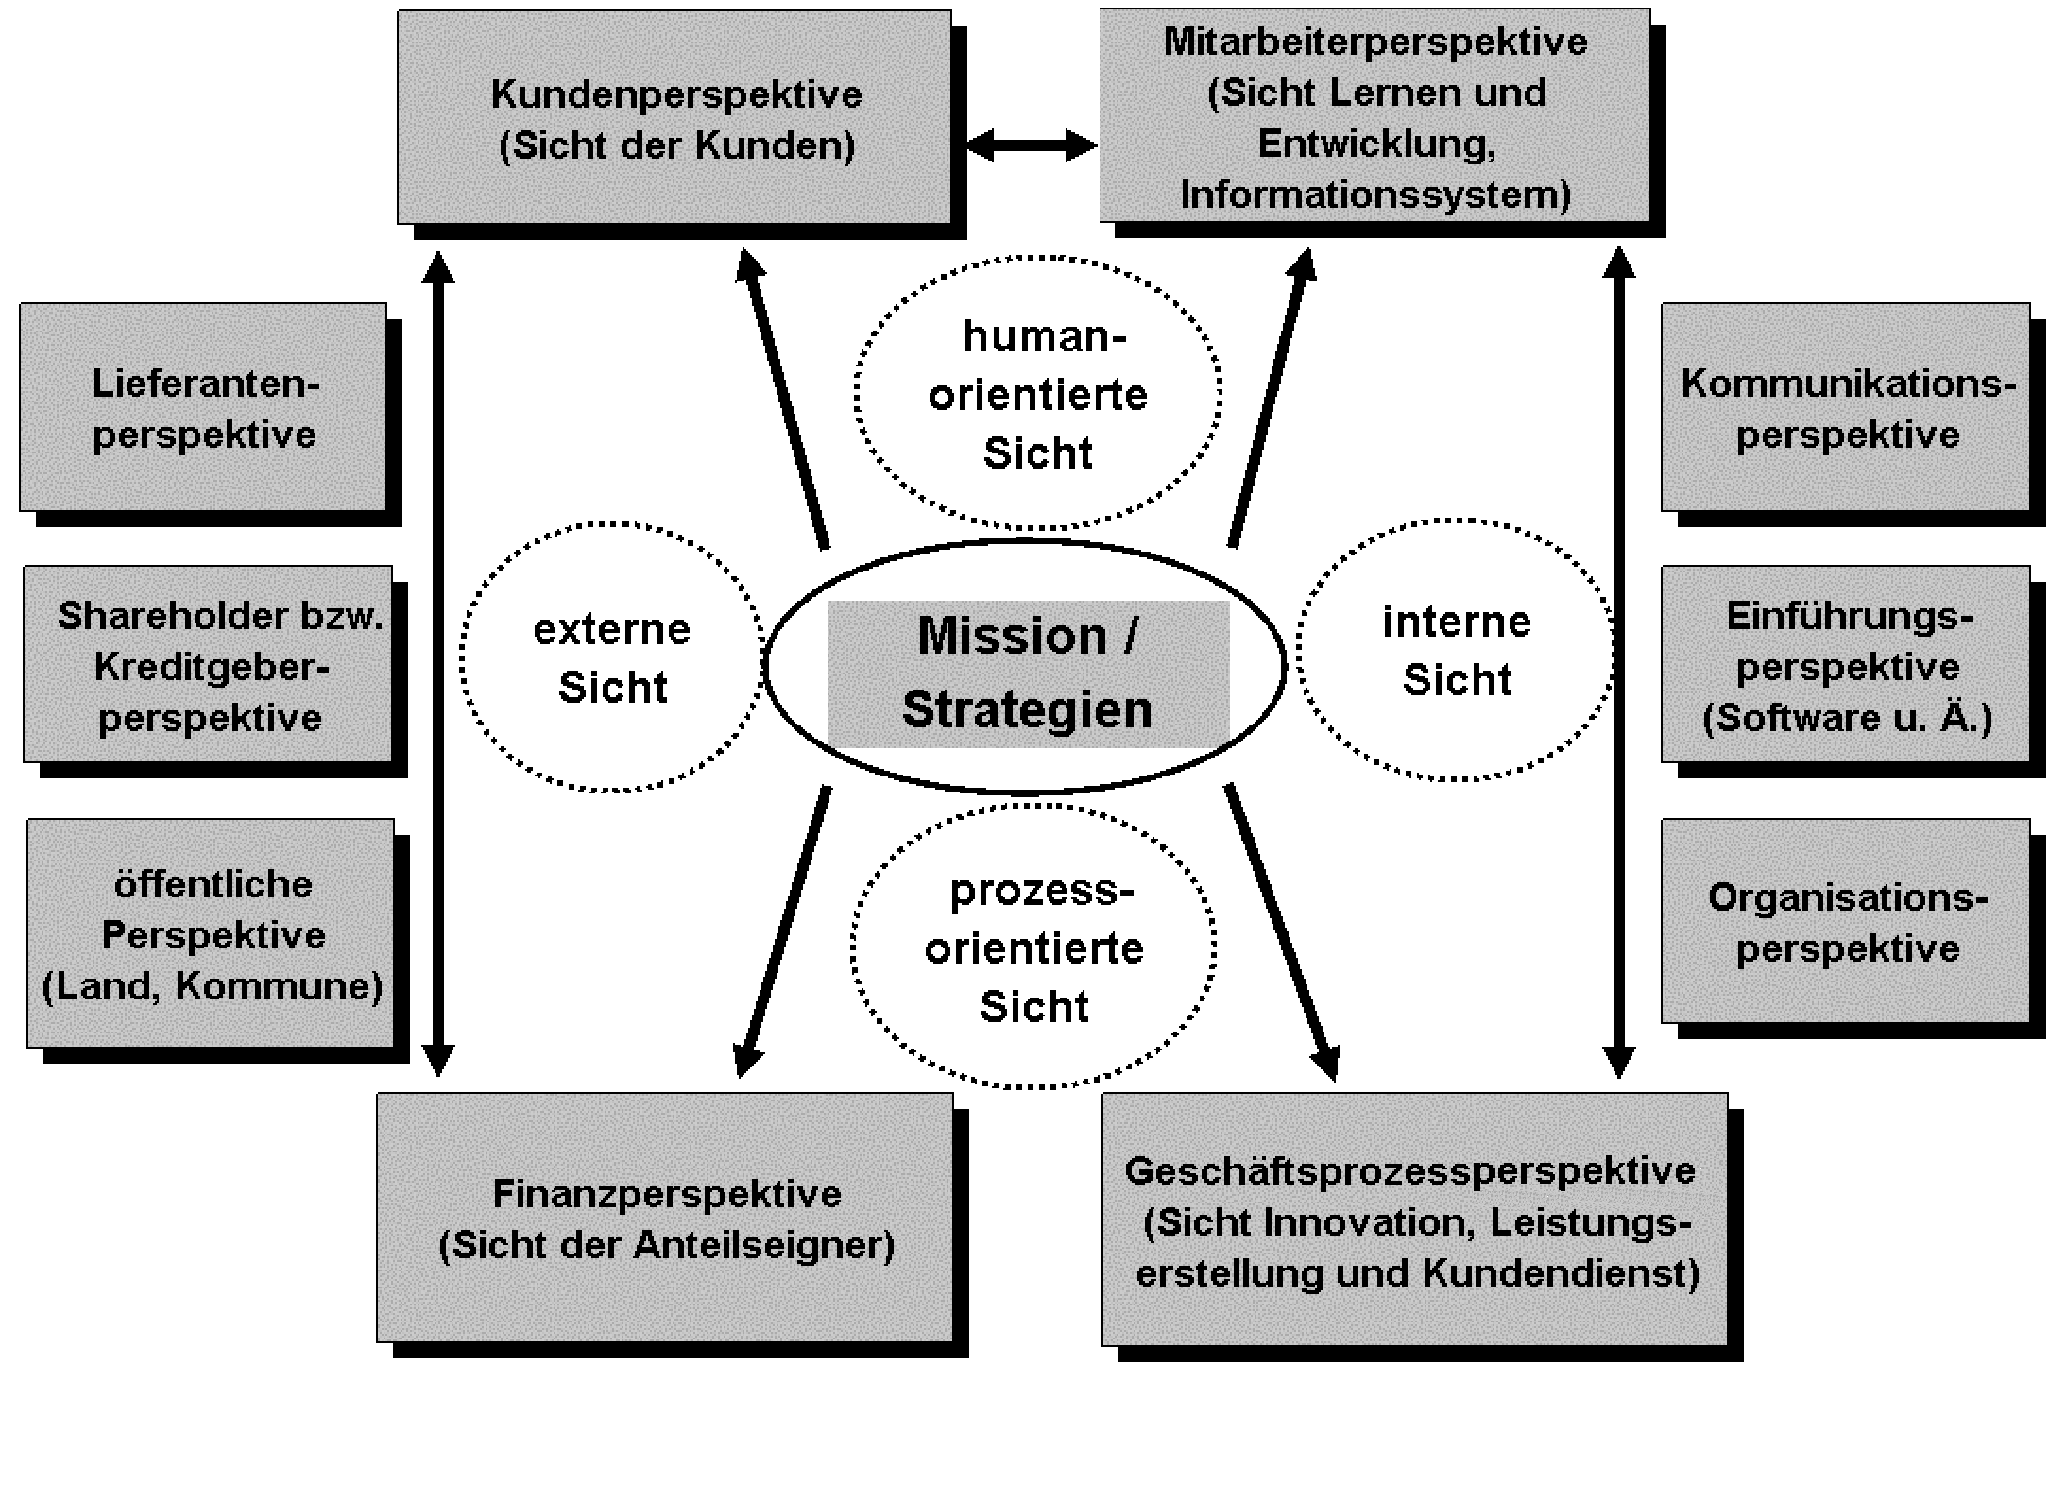 Kundenperspektive
(Sicht der Kunden)
Mitarbeiterperspektive
(Sicht Lernen und
Entwicklung,
Informationssystem)
Lieferanten-
perspektive
human-
orientierte
Sicht
Kommunikations-
perspektive
Shareholder bzw.
Kreditgeber-
perspektive
externe
Sicht
Mission /
Strategien
interne
Sicht
Einführungs-
perspektive
(Software u. Ä.)
öffentliche
Perspektive
(Land, Kommune)
prozess-
orientierte
Sicht
Organisations-
perspektive
Finanzperspektive
(Sicht der Anteilseigner)
Geschäftsprozessperspektive
(Sicht Innovation, Leistungs-
erstellung und Kundendienst)